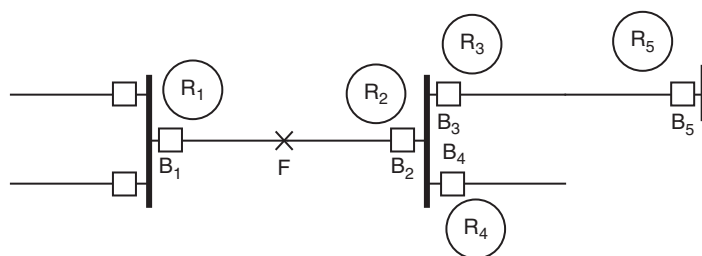 R₁
R₂
R₃
R₅
B₁
F
B₂
B₃
B₄
B₅
R₄